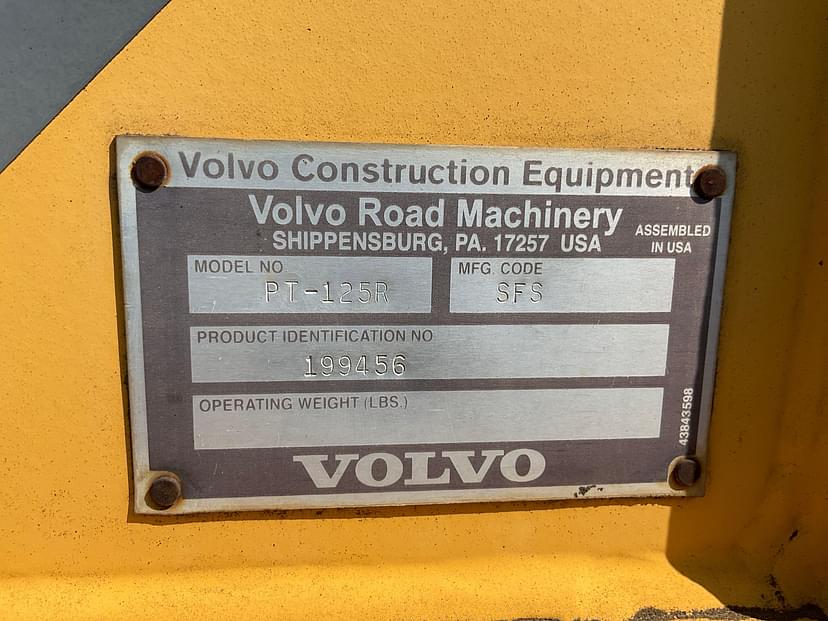 Volvo Construction Equipment
Volvo Road Machinery
SHIPPENSBURG, PA. 17257 USA
ASSEMBLED
IN USA
MODEL NO
PT-125R
MFG. CODE
SFS
PRODUCT IDENTIFICATION NO
199456
OPERATING WEIGHT (LBS.)
43843598
VOLVO